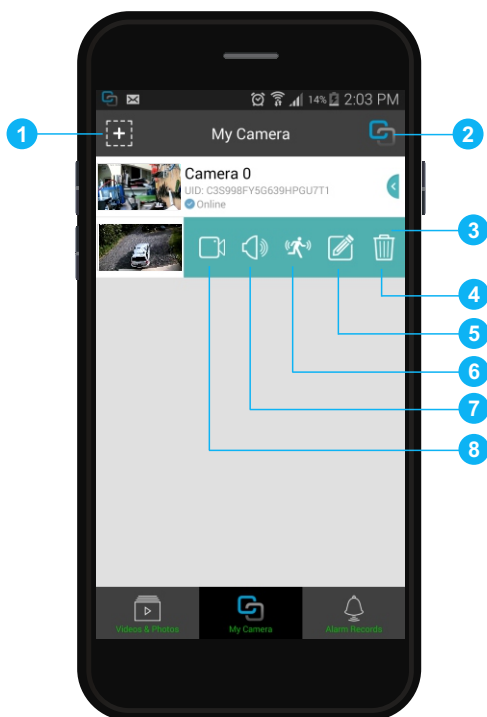 14% 2:03 PM
1
My Camera
2
Camera 0
UID: C3S998FY5G639HPGU7T1
Online
3
4
5
6
7
8
Videos & Photos
My Camera
Alarm Records